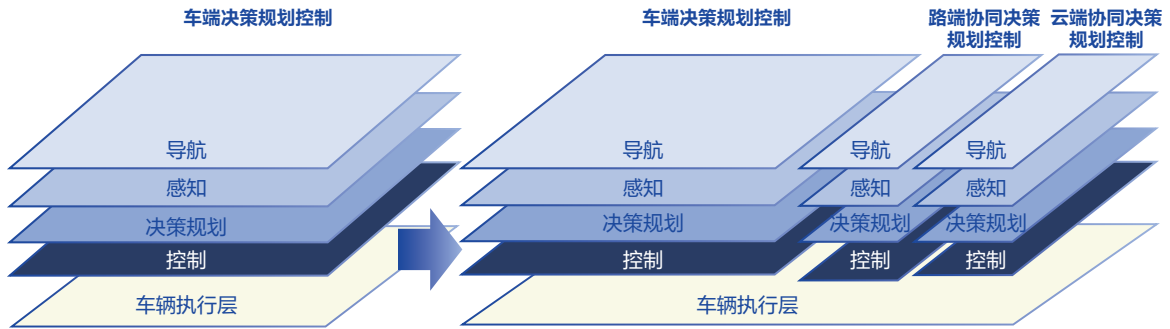 车端决策规划控制
导航
感知
决策规划
控制
车辆执行层
车端决策规划控制
导航
感知
决策规划
控制
路端协同决策
规划控制
导航
感知
决策规划
控制
云端协同决策
规划控制
导航
感知
决策规划
控制
车辆执行层